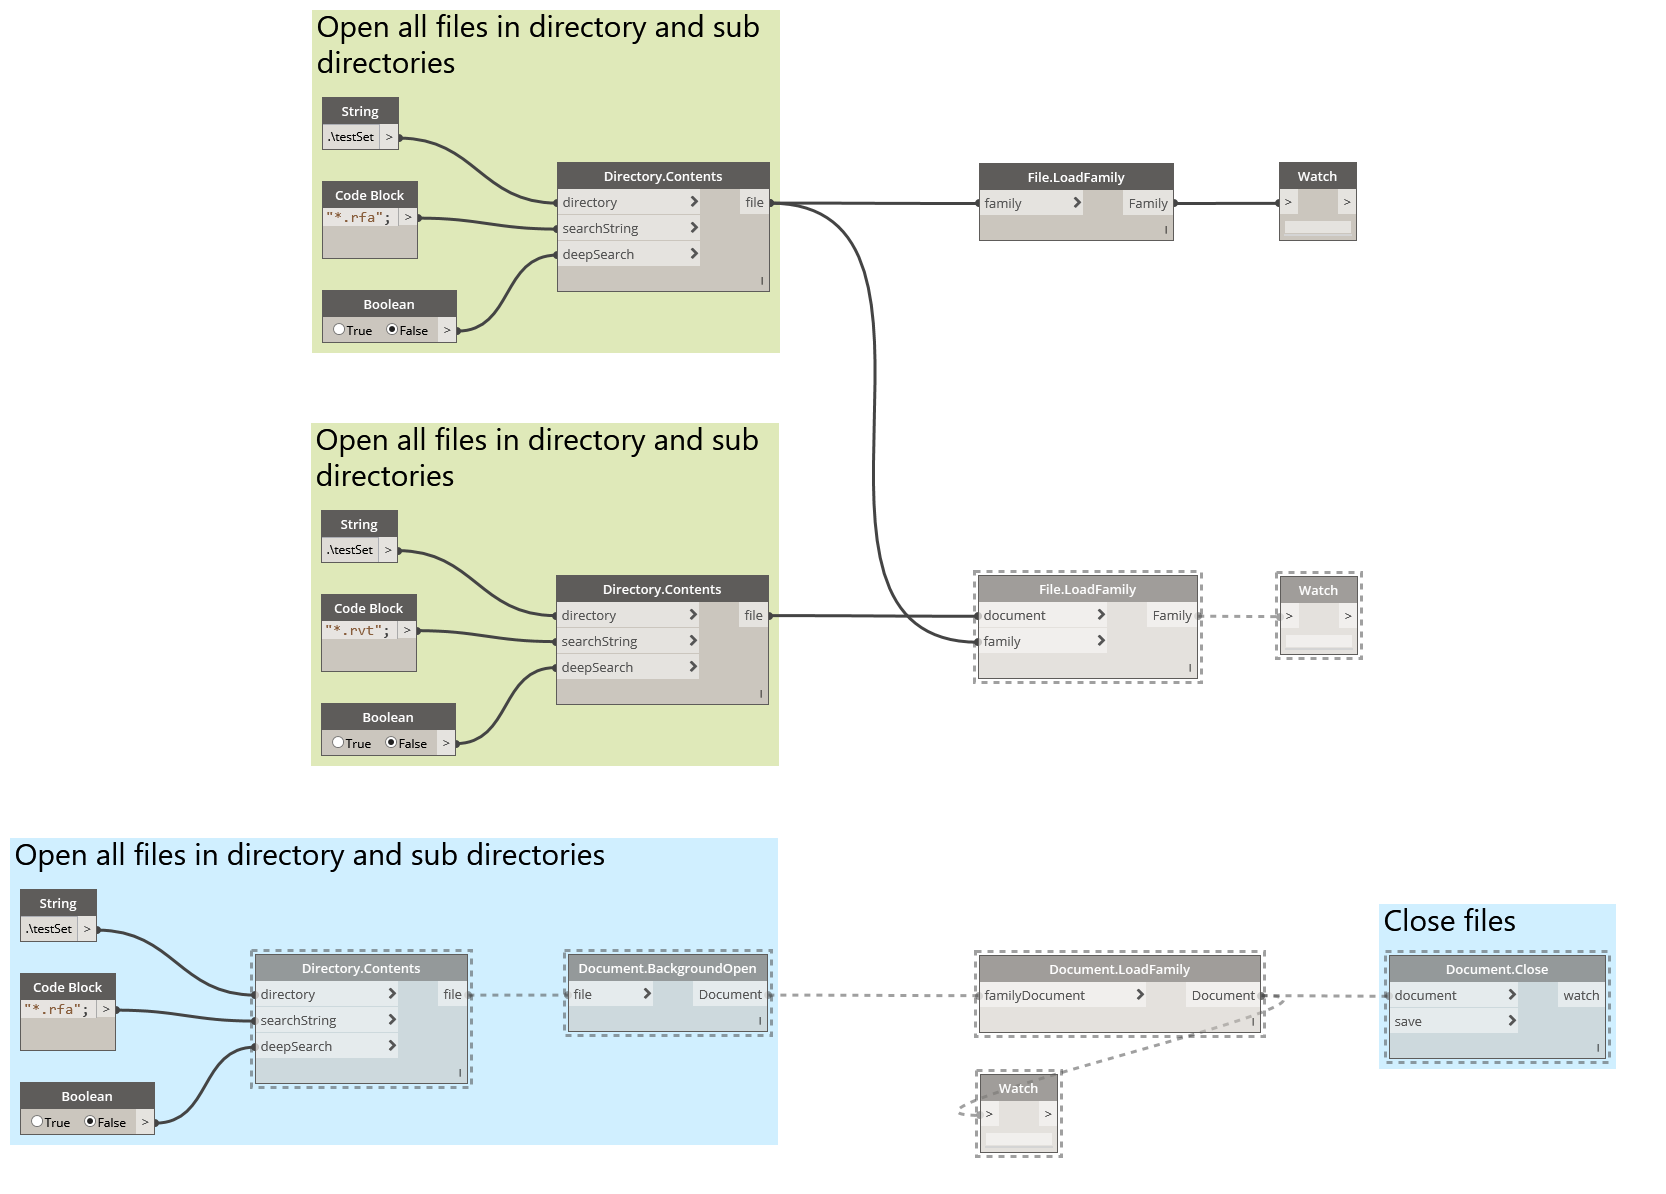 Open all files in directory and sub
directories
String
.\testSet >
Code Block
"*.rfa"; >
Boolean
True False >
Directory.Contents
directory file
searchString
deepSearch
File.LoadFamily
family Family
Watch
> >
Open all files in directory and sub
directories
String
.\testSet >
Code Block
"*.rvt"; >
Boolean
True False >
Directory.Contents
directory file
searchString
deepSearch
File.LoadFamily
document Family
family
Watch
> >
Open all files in directory and sub directories
String
.\testSet >
Code Block
"*.rfa"; >
Boolean
True False >
Directory.Contents
directory file
searchString
deepSearch
Document.BackgroundOpen
file Document
Document.LoadFamily
familyDocument Document
Watch
> >
Close files
Document.Close
document watch
save